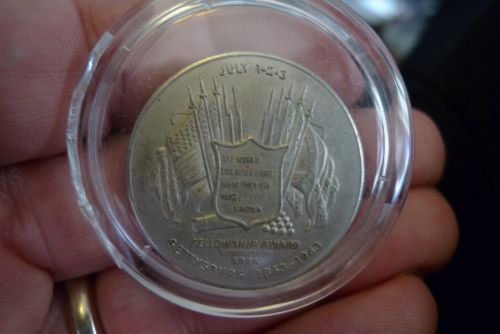 JULY 1-2-3
THE WORLD
CAN NEVER FORGET
WHAT THEY DID
HERE
LINCOLN
FELLOWSHIP AWARD
GETTYSBURG 1863-1963